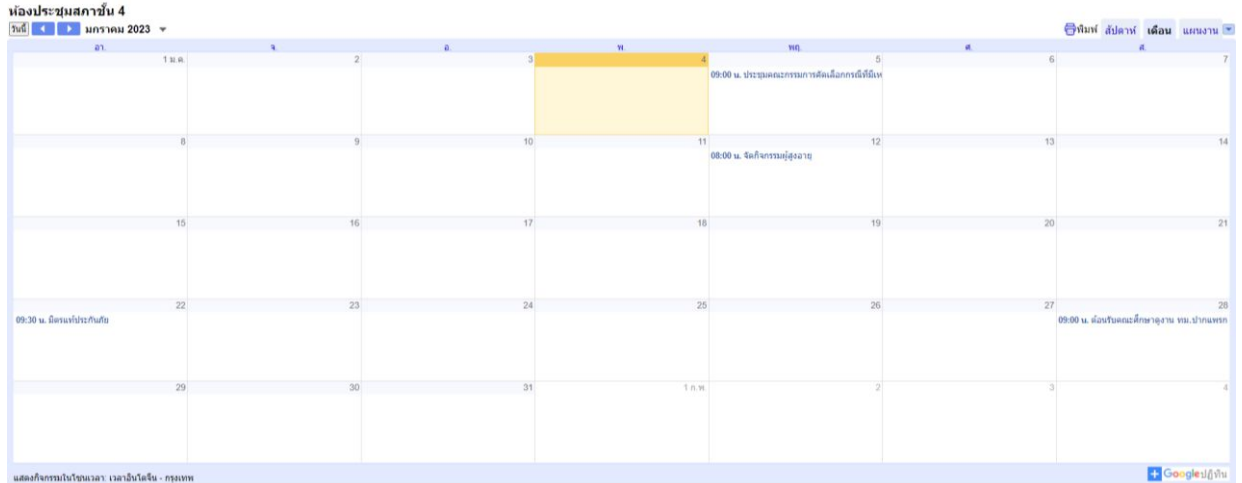 ห้องประชุมสภาชั้น 4
วันนี้ มกราคม 2023 พิมพ์ สัปดาห์ เดือน แผนงาน
อา. จ. อ. พ. พฤ. ศ. ส.
1 ม.ค. 2 3 4 5 6 7
09:00 น. ประชุมคณะกรรมการคัดเลือกกรณีที่มีเห
8 9 10 11 12 13 14
08:00 น. จัดกิจกรรมผู้สูงอายุ
15 16 17 18 19 20 21
22 23 24 25 26 27 28
09:30 น. มิตรแท้ประกันภัย 09:00 น. ต้อนรับคณะศึกษาดูงาน ทม.ปากแพรก
29 30 31 1 ก.พ. 2 3 4
แสดงกิจกรรมในโซนเวลา: เวลาอินโดจีน - กรุงเทพ Googleปฏิทิน